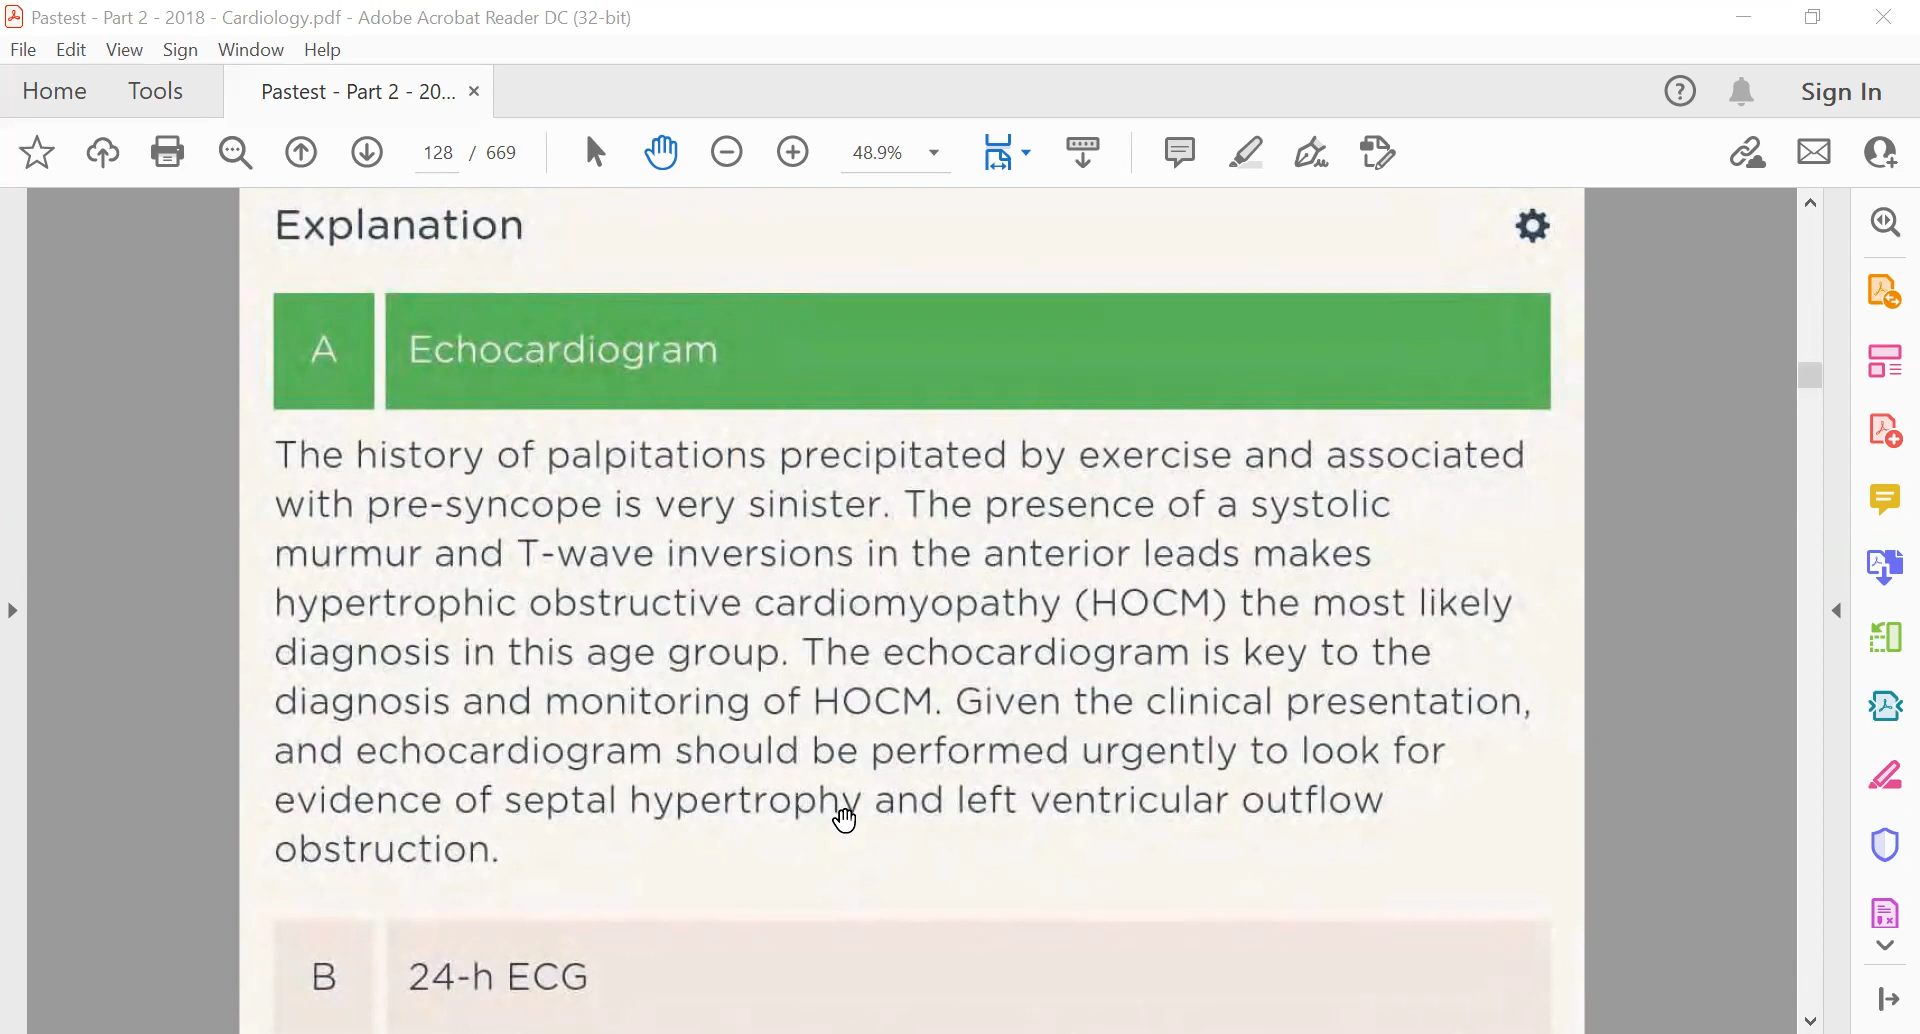 Pastest - Part 2 - 2018 - Cardiology.pdf - Adobe Acrobat Reader DC (32-bit)
File Edit View Sign Window Help
Home Tools Pastest - Part 2 - 20... × Sign In
128 / 669 48.9%
Explanation
A Echocardiogram
The history of palpitations precipitated by exercise and associated
with pre-syncope is very sinister. The presence of a systolic
murmur and T-wave inversions in the anterior leads makes
hypertrophic obstructive cardiomyopathy (HOCM) the most likely
diagnosis in this age group. The echocardiogram is key to the
diagnosis and monitoring of HOCM. Given the clinical presentation,
and echocardiogram should be performed urgently to look for
evidence of septal hypertrophy and left ventricular outflow
obstruction.
B 24-h ECG